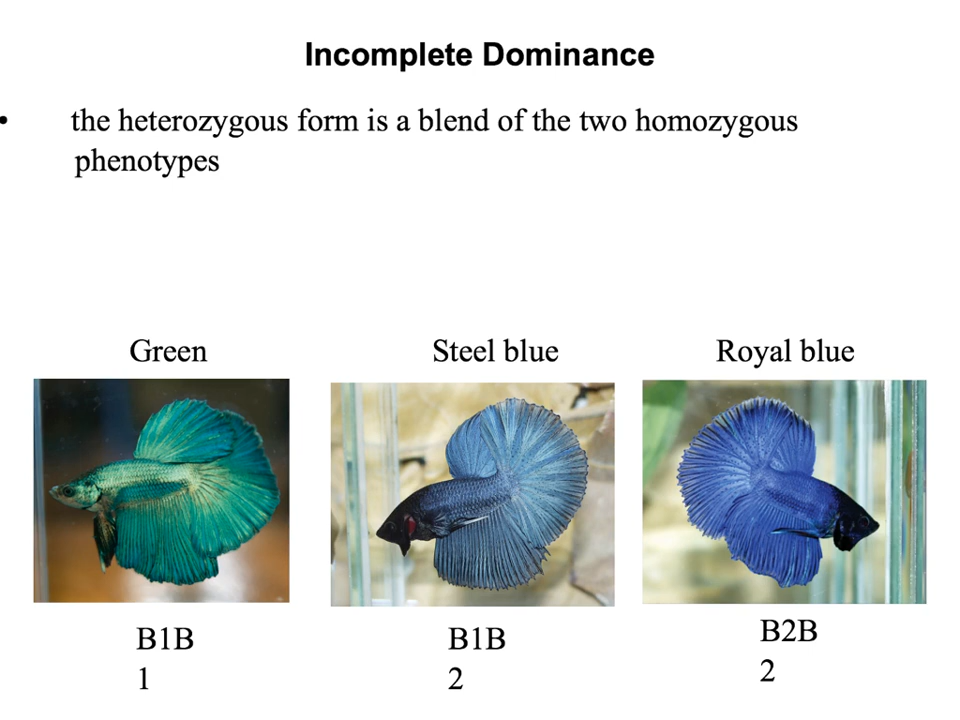 Incomplete Dominance
• the heterozygous form is a blend of the two homozygous
phenotypes
Green
Steel blue
Royal blue
B1B
1
B1B
2
B2B
2